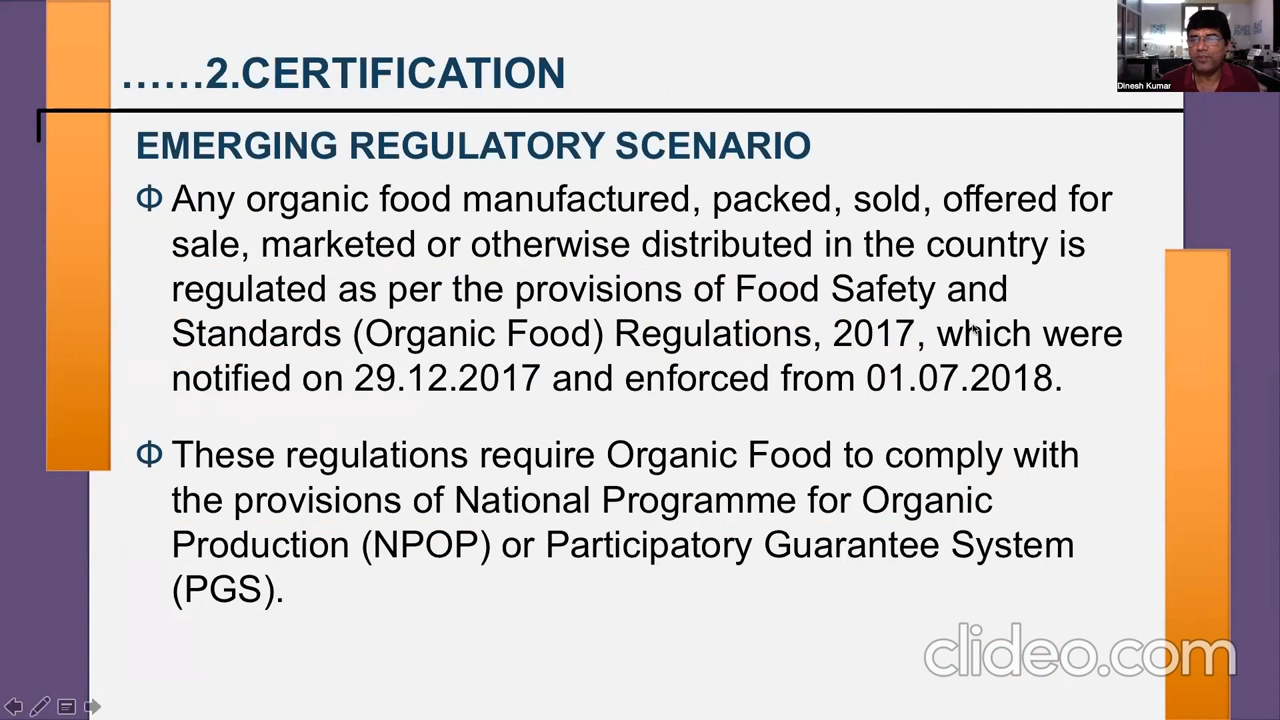 ......2.CERTIFICATION
Dinesh Kumar
EMERGING REGULATORY SCENARIO
Φ Any organic food manufactured, packed, sold, offered for
sale, marketed or otherwise distributed in the country is
regulated as per the provisions of Food Safety and
Standards (Organic Food) Regulations, 2017, which were
notified on 29.12.2017 and enforced from 01.07.2018.
Φ These regulations require Organic Food to comply with
the provisions of National Programme for Organic
Production (NPOP) or Participatory Guarantee System
(PGS).
clideo.com